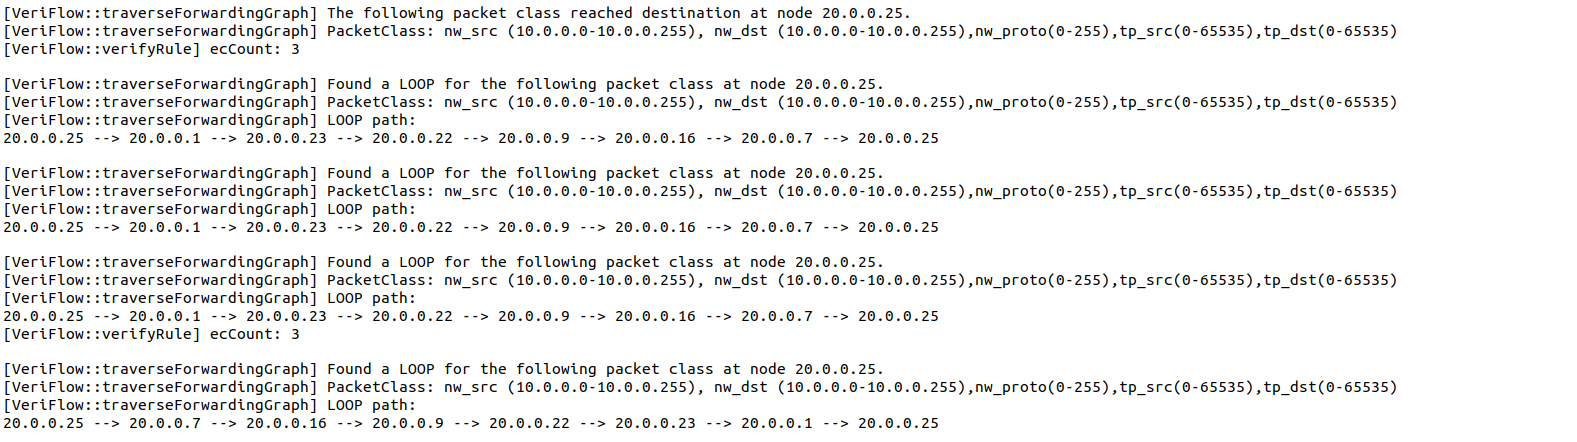 [VeriFlow::traverseForwardingGraph] The following packet class reached destination at node 20.0.0.25.
[VeriFlow::traverseForwardingGraph] PacketClass: nw_src (10.0.0.0-10.0.0.255), nw_dst (10.0.0.0-10.0.0.255),nw_proto(0-255),tp_src(0-65535),tp_dst(0-65535)
[VeriFlow::verifyRule] ecCount: 3
[VeriFlow::traverseForwardingGraph] Found a LOOP for the following packet class at node 20.0.0.25.
[VeriFlow::traverseForwardingGraph] PacketClass: nw_src (10.0.0.0-10.0.0.255), nw_dst (10.0.0.0-10.0.0.255),nw_proto(0-255),tp_src(0-65535),tp_dst(0-65535)
[VeriFlow::traverseForwardingGraph] LOOP path:
20.0.0.25 --> 20.0.0.1 --> 20.0.0.23 --> 20.0.0.22 --> 20.0.0.9 --> 20.0.0.16 --> 20.0.0.7 --> 20.0.0.25
[VeriFlow::traverseForwardingGraph] Found a LOOP for the following packet class at node 20.0.0.25.
[VeriFlow::traverseForwardingGraph] PacketClass: nw_src (10.0.0.0-10.0.0.255), nw_dst (10.0.0.0-10.0.0.255),nw_proto(0-255),tp_src(0-65535),tp_dst(0-65535)
[VeriFlow::traverseForwardingGraph] LOOP path:
20.0.0.25 --> 20.0.0.1 --> 20.0.0.23 --> 20.0.0.22 --> 20.0.0.9 --> 20.0.0.16 --> 20.0.0.7 --> 20.0.0.25
[VeriFlow::traverseForwardingGraph] Found a LOOP for the following packet class at node 20.0.0.25.
[VeriFlow::traverseForwardingGraph] PacketClass: nw_src (10.0.0.0-10.0.0.255), nw_dst (10.0.0.0-10.0.0.255),nw_proto(0-255),tp_src(0-65535),tp_dst(0-65535)
[VeriFlow::traverseForwardingGraph] LOOP path:
20.0.0.25 --> 20.0.0.1 --> 20.0.0.23 --> 20.0.0.22 --> 20.0.0.9 --> 20.0.0.16 --> 20.0.0.7 --> 20.0.0.25
[VeriFlow::verifyRule] ecCount: 3
[VeriFlow::traverseForwardingGraph] Found a LOOP for the following packet class at node 20.0.0.25.
[VeriFlow::traverseForwardingGraph] PacketClass: nw_src (10.0.0.0-10.0.0.255), nw_dst (10.0.0.0-10.0.0.255),nw_proto(0-255),tp_src(0-65535),tp_dst(0-65535)
[VeriFlow::traverseForwardingGraph] LOOP path:
20.0.0.25 --> 20.0.0.7 --> 20.0.0.16 --> 20.0.0.9 --> 20.0.0.22 --> 20.0.0.23 --> 20.0.0.1 --> 20.0.0.25